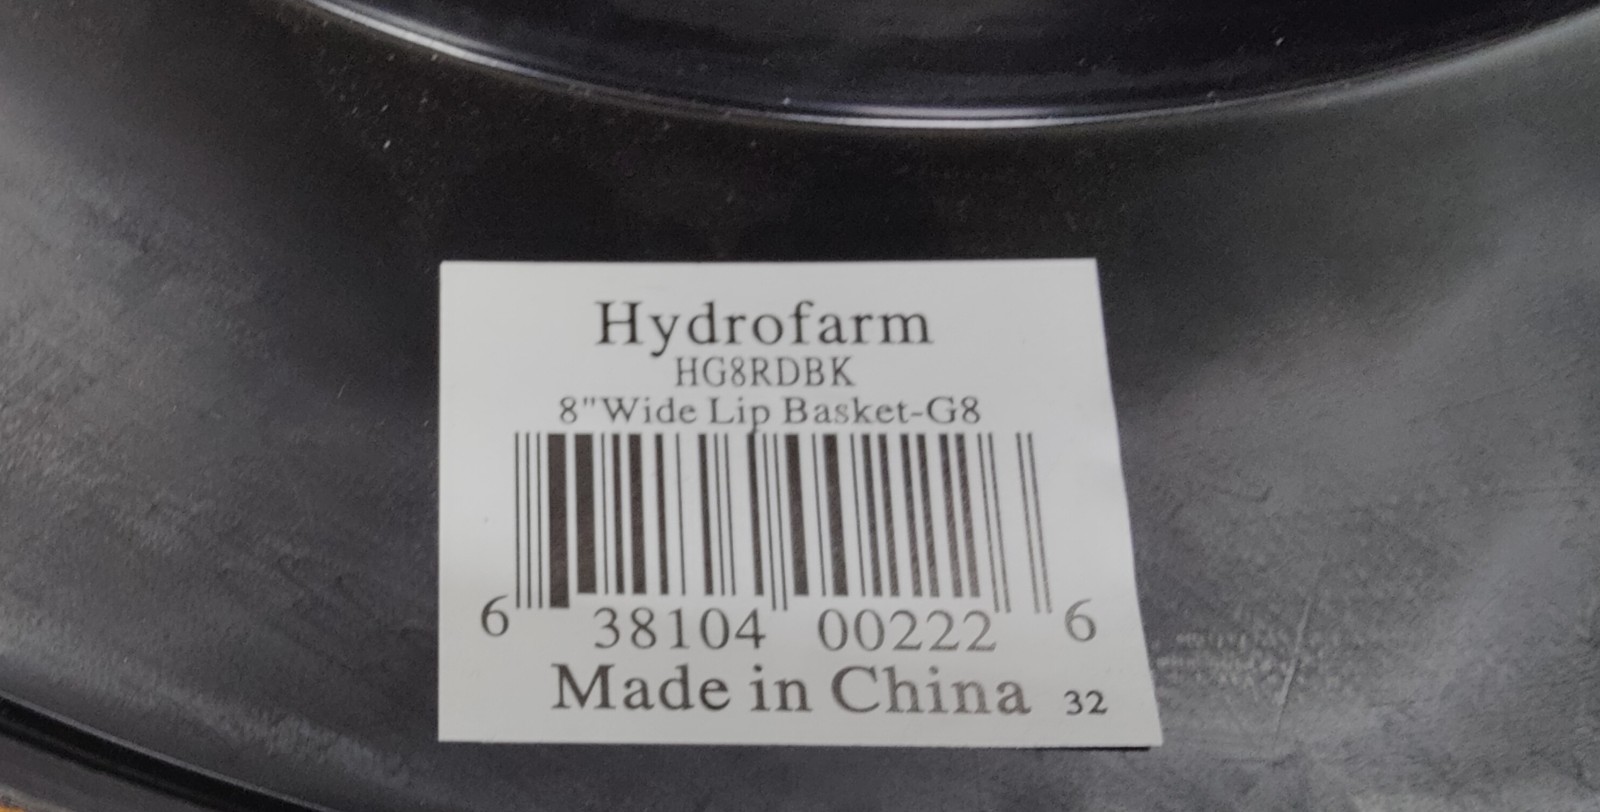 Hydrofarm
HG8RDBK
8"Wide Lip Basket-G8
6 38104 00222 6
Made in China 32